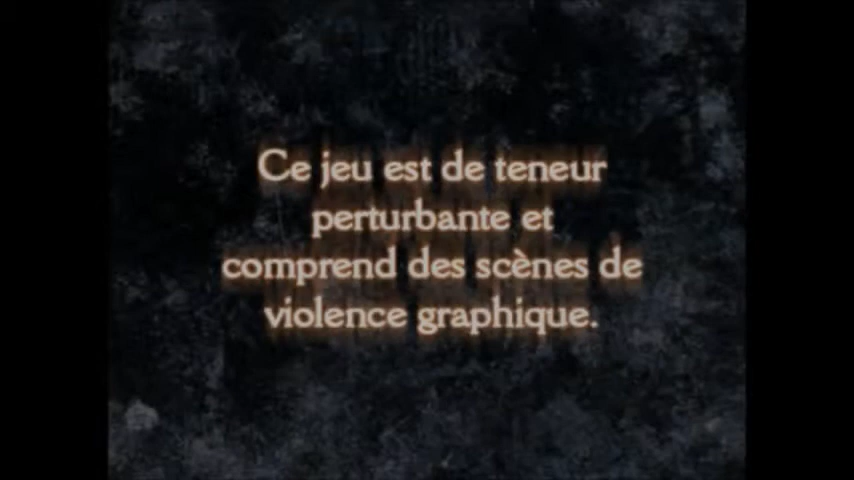 Ce jeu est de teneur
perturbante et
comprend des scènes de
violence graphique.